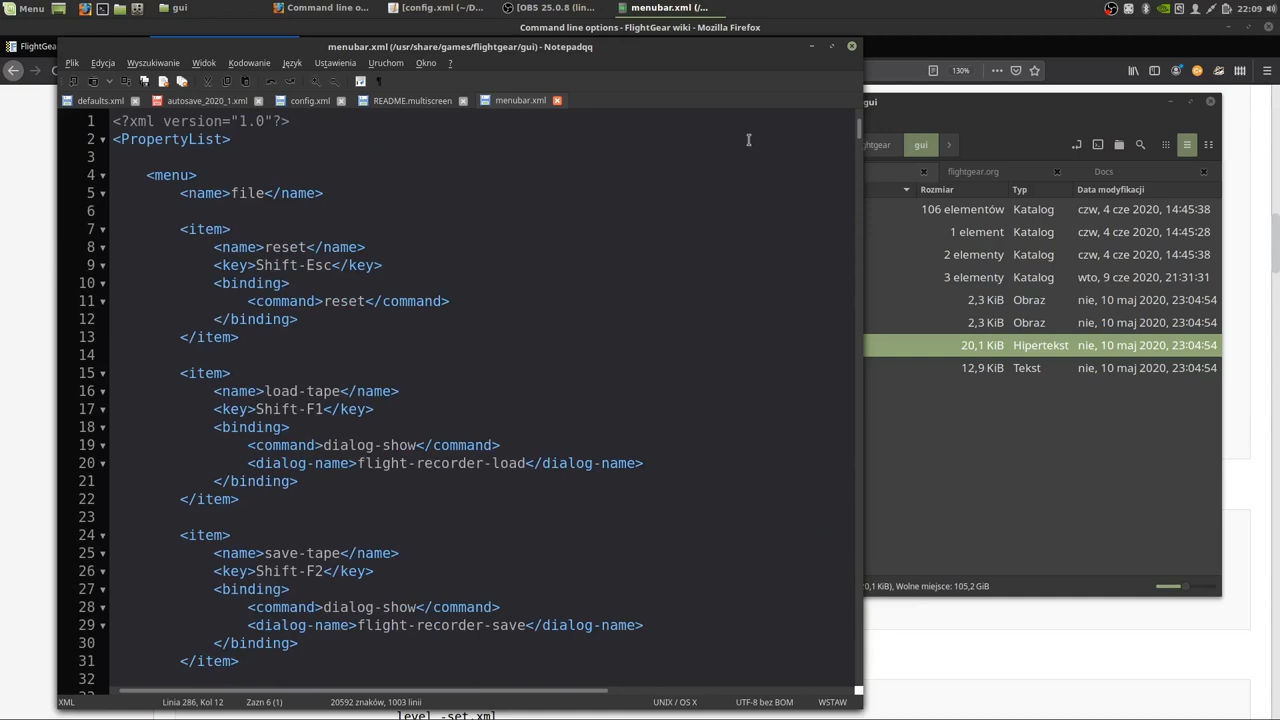 Menu
gui
Command line o...
[config.xml (~/D...
[OBS 25.0.8 (lin...
menubar.xml (/...
22:09
Command line options - FlightGear wiki - Mozilla Firefox
FlightGea
menubar.xml (/usr/share/games/flightgear/gui) - Notepadqq
130%
Plik Edycja Wyszukiwanie Widok Kodowanie Język Ustawienia Uruchom Okno ?
defaults.xml
autosave_2020_1.xml
config.xml
README.multiscreen
menubar.xml
1 <?xml version="1.0"?>
2 <PropertyList>
3
4 <menu>
5 <name>file</name>
6
7 <item>
8 <name>reset</name>
9 <key>Shift-Esc</key>
10 <binding>
11 <command>reset</command>
12 </binding>
13 </item>
14
15 <item>
16 <name>load-tape</name>
17 <key>Shift-F1</key>
18 <binding>
19 <command>dialog-show</command>
20 <dialog-name>flight-recorder-load</dialog-name>
21 </binding>
22 </item>
23
24 <item>
25 <name>save-tape</name>
26 <key>Shift-F2</key>
27 <binding>
28 <command>dialog-show</command>
29 <dialog-name>flight-recorder-save</dialog-name>
30 </binding>
31 </item>
32
XML
Linia 286, Kol 12
Zazn 6 (1)
20592 znaków, 1003 linii
UNIX / OS X
UTF-8 bez BOM
WSTAW
gui
htgear
gui
flightgear.org
Docs
Rozmiar Typ Data modyfikacji
106 elementów Katalog czw, 4 cze 2020, 14:45:38
1 element Katalog czw, 4 cze 2020, 14:45:28
2 elementy Katalog czw, 4 cze 2020, 14:45:38
3 elementy Katalog wto, 9 cze 2020, 21:31:31
2,3 KiB Obraz nie, 10 maj 2020, 23:04:54
2,3 KiB Obraz nie, 10 maj 2020, 23:04:54
20,1 KiB Hipertekst nie, 10 maj 2020, 23:04:54
12,9 KiB Tekst nie, 10 maj 2020, 23:04:54
0,1 KiB), Wolne miejsce: 105,2 GiB
level -set.xml